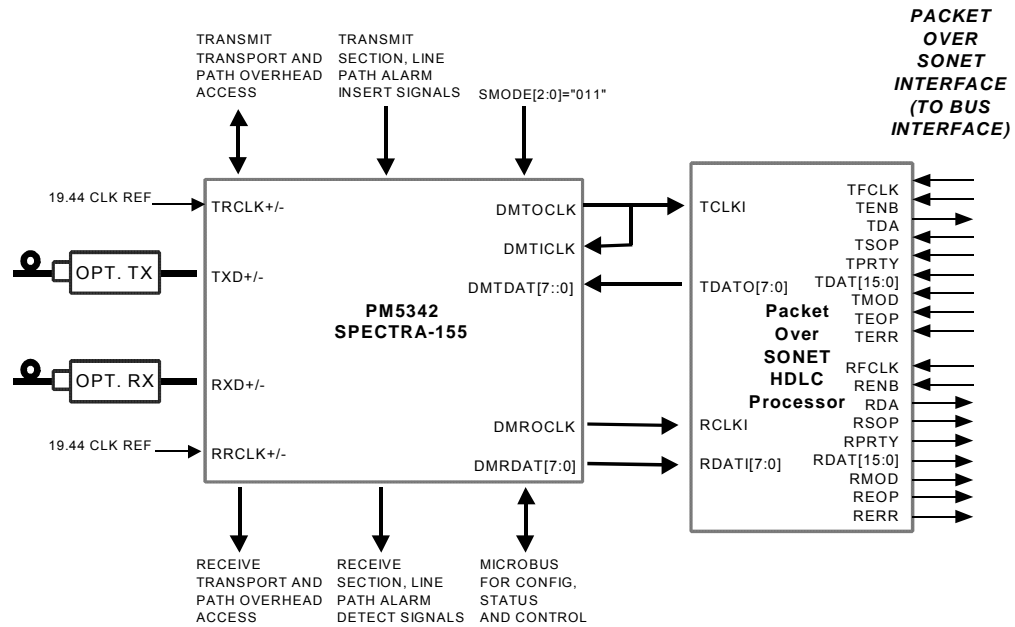 PACKET
OVER
SONET
INTERFACE
(TO BUS
INTERFACE)
TRANSMIT
TRANSPORT AND
PATH OVERHEAD
ACCESS
TRANSMIT
SECTION, LINE
PATH ALARM
INSERT SIGNALS
SMODE[2:0]="011"
19.44 CLK REF
TRCLK+/-
OPT. TX
TXD+/-
OPT. RX
RXD+/-
19.44 CLK REF
RRCLK+/-
PM5342
SPECTRA-155
DMTOCLK
DMTICLK
DMTDAT[7::0]
DMROCLK
DMRDAT[7:0]
TCLKI
TDATO[7:0]
Packet
Over
SONET
HDLC
Processor
RCLKI
RDATI[7:0]
TFCLK
TENB
TDA
TSOP
TPRTY
TDAT[15:0]
TMOD
TEOP
TERR
RFCLK
RENB
RDA
RSOP
RPRTY
RDAT[15:0]
RMOD
REOP
RERR
RECEIVE
TRANSPORT AND
PATH OVERHEAD
ACCESS
RECEIVE
SECTION, LINE
PATH ALARM
DETECT SIGNALS
MICROBUS
FOR CONFIG,
STATUS
AND CONTROL